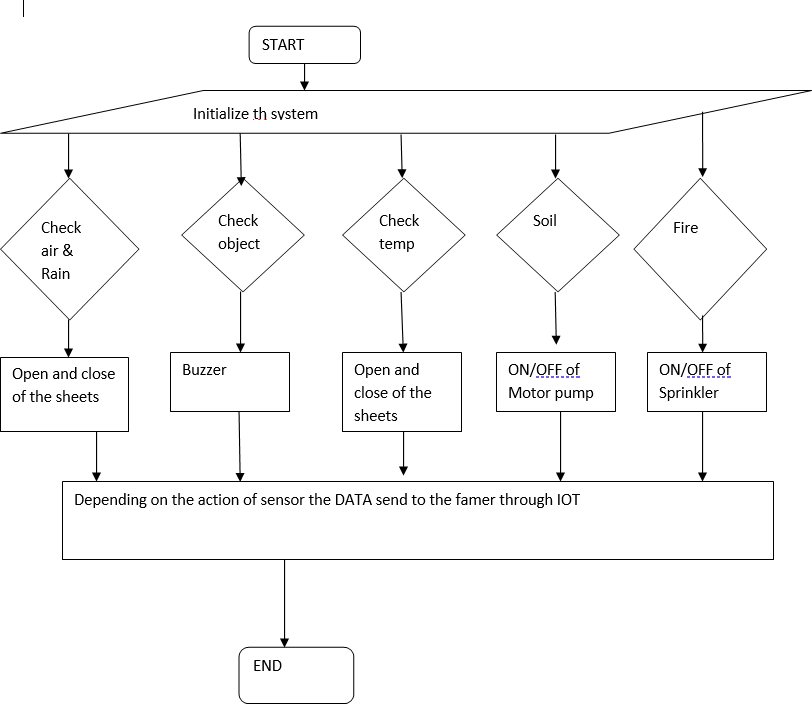 START
Initialize th system
Check
air &
Rain
Check
object
Check
temp
Soil
Fire
Open and close
of the sheets
Buzzer
Open and
close of the
sheets
ON/OFF of
Motor pump
ON/OFF of
Sprinkler
Depending on the action of sensor the DATA send to the famer through IOT
END